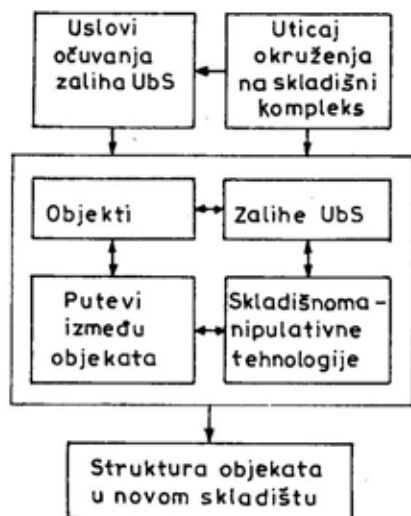 Uslovi
očuvanja
zaliha UbS
Uticaj
okruženja
na skladišni
kompleks
Objekti
Zalihe UbS
Putevi
između
objekata
Skladišnoma-
nipulativne
tehnologije
Struktura objekata
u novom skladištu